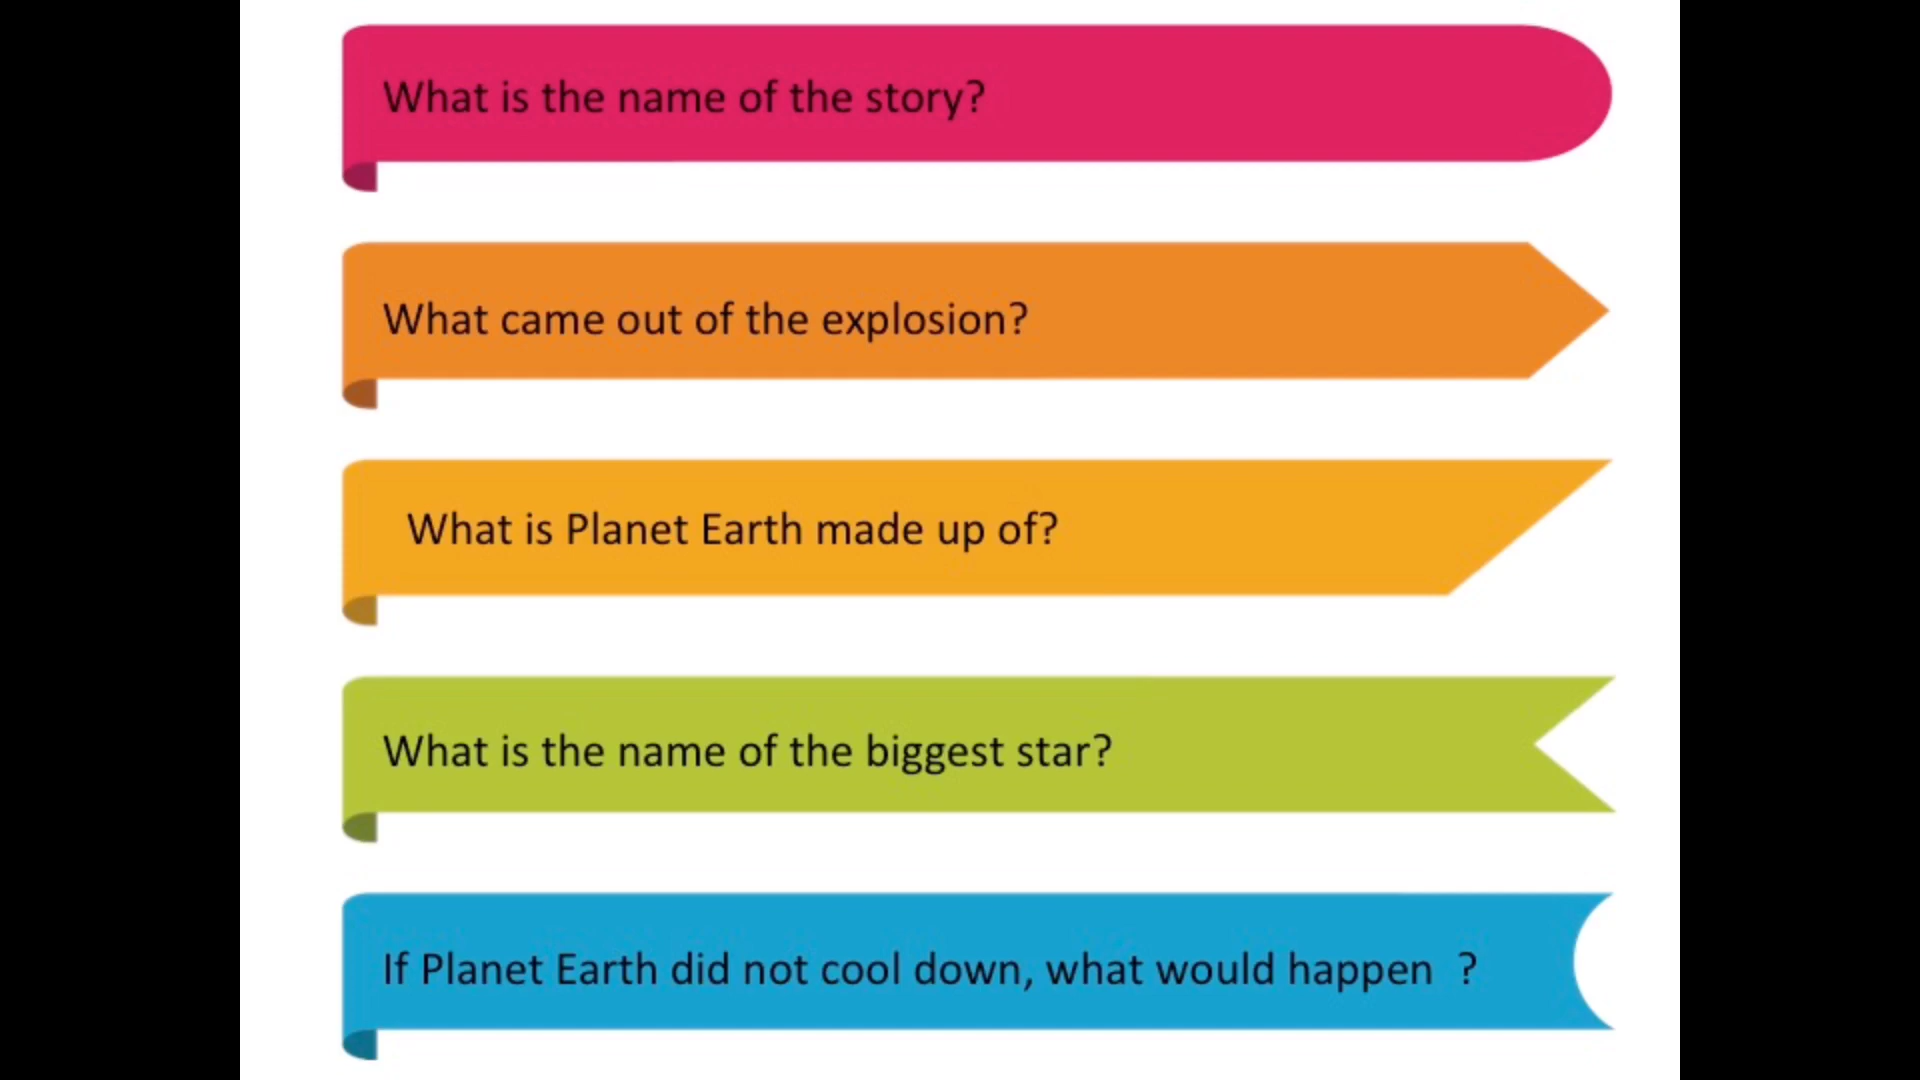 What is the name of the story?
What came out of the explosion?
What is Planet Earth made up of?
What is the name of the biggest star?
If Planet Earth did not cool down, what would happen  ?